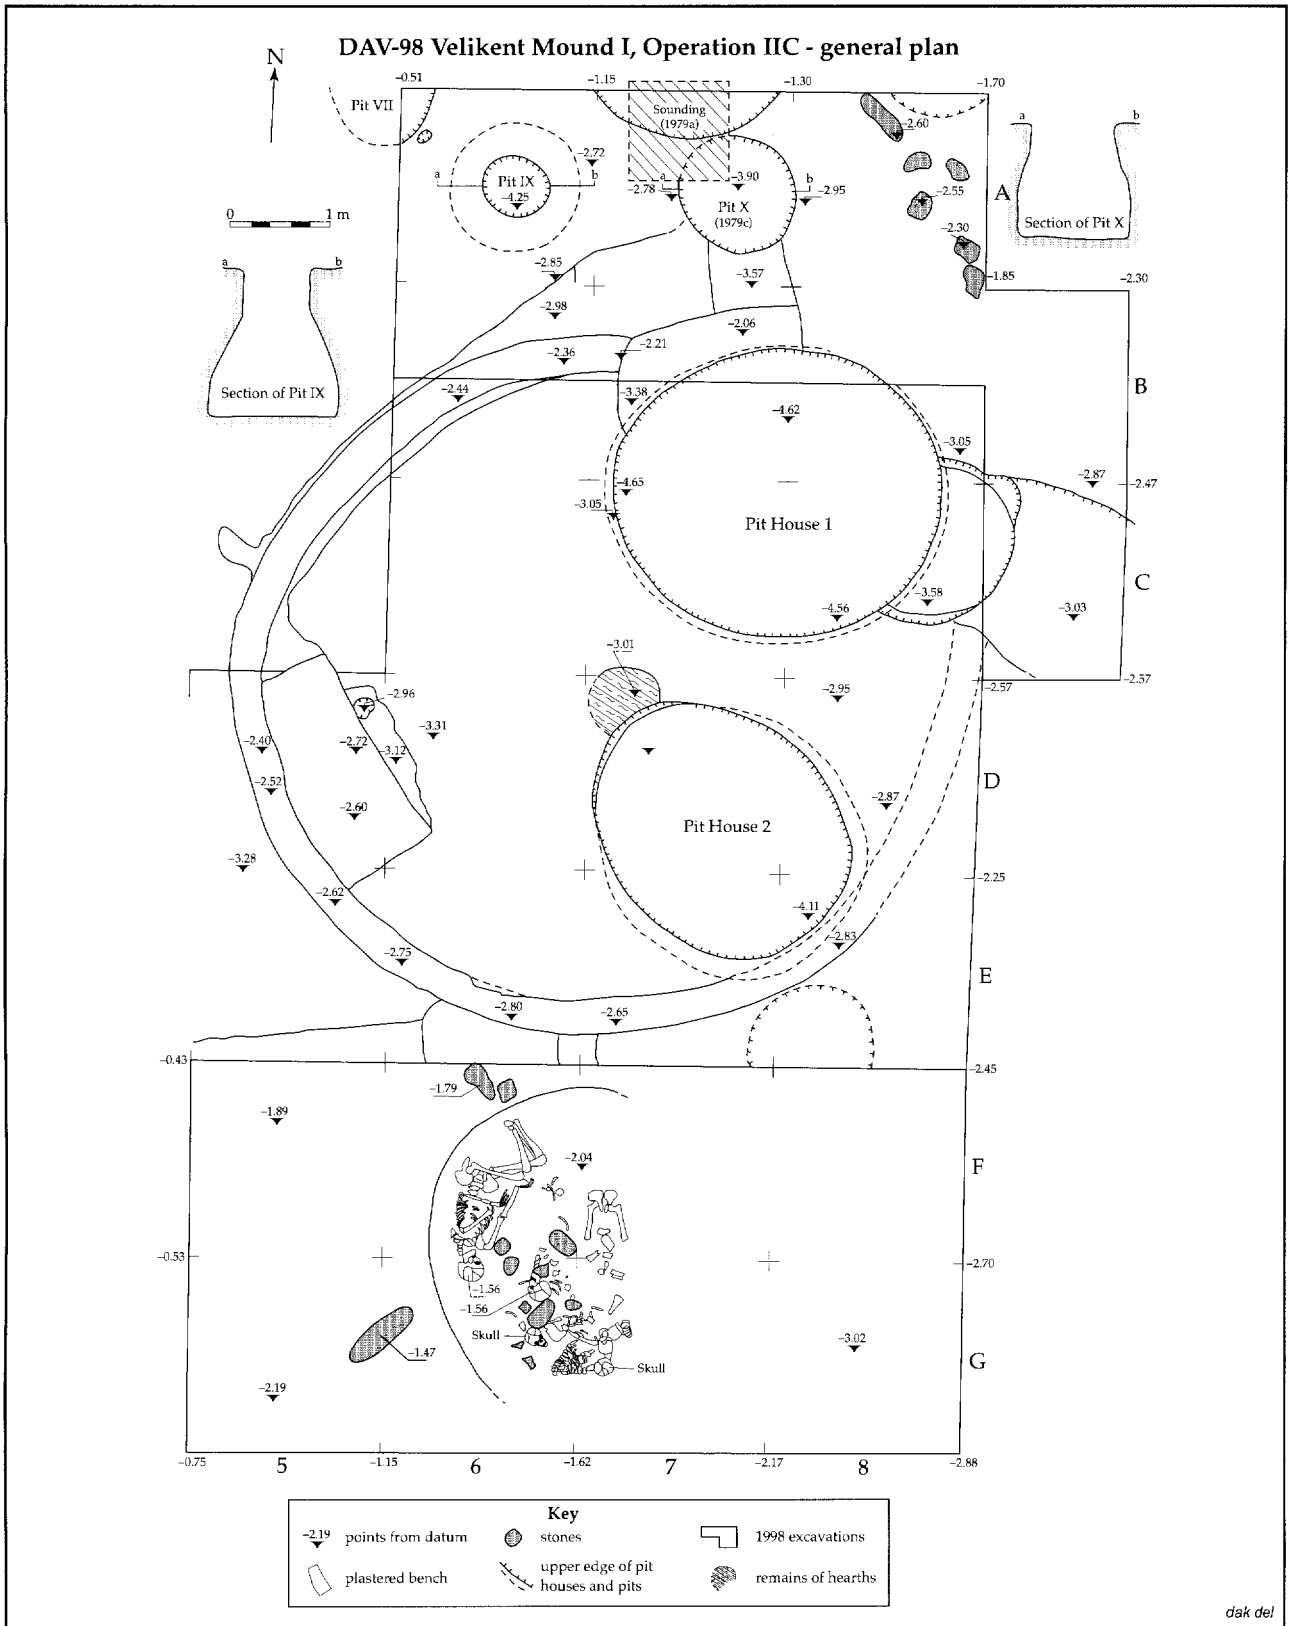 DAV-98 Velikent Mound I, Operation IIC - general plan
N
−0.51
−1.15
−1.30
−1.70
Pit VII
Sounding
(1979a)
−2.60
a
b
−2.72
Pit IX
a
b
−4.25
−2.78
a
−3.90
b
−2.95
Pit X
(1979c)
−2.55
A
−2.30
Section of Pit X
0
1 m
−2.85
−3.57
−1.85
−2.30
a
b
−2.98
−2.06
−2.21
−2.36
Section of Pit IX
−2.44
−3.38
−4.62
B
−3.05
−2.87
−2.47
−4.65
−3.05
Pit House 1
C
−3.58
−4.56
−3.03
−3.01
−2.96
−2.95
−2.57
−2.57
−3.31
−2.40
−2.72
−3.12
−2.52
D
−2.60
−2.87
Pit House 2
−3.28
−2.62
−2.25
−4.11
−2.83
−2.75
E
−2.80
−2.65
−0.43
−2.45
−1.79
−1.89
−2.04
F
−0.53
−2.70
−1.56
−1.56
Skull
−1.47
−3.02
Skull
G
−2.19
−0.75
5
−1.15
6
−1.62
7
−2.17
8
−2.88
Key
−2.19 points from datum
stones
1998 excavations
plastered bench
upper edge of pit
houses and pits
remains of hearths
dak del